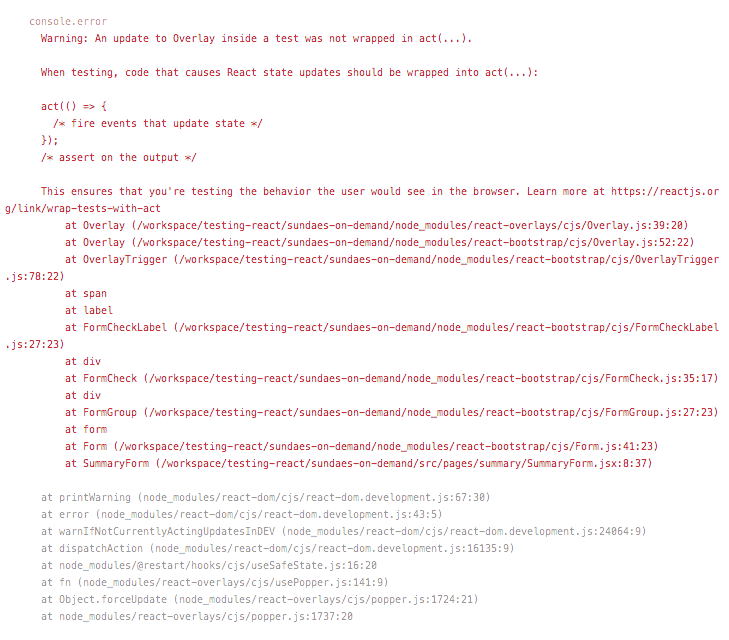 console.error
Warning: An update to Overlay inside a test was not wrapped in act(...).
When testing, code that causes React state updates should be wrapped into act(...):
act(() => {
/* fire events that update state */
});
/* assert on the output */
This ensures that you're testing the behavior the user would see in the browser. Learn more at https://reactjs.or
g/link/wrap-tests-with-act
at Overlay (/workspace/testing-react/sundaes-on-demand/node_modules/react-overlays/cjs/Overlay.js:39:20)
at Overlay (/workspace/testing-react/sundaes-on-demand/node_modules/react-bootstrap/cjs/Overlay.js:52:22)
at OverlayTrigger (/workspace/testing-react/sundaes-on-demand/node_modules/react-bootstrap/cjs/OverlayTrigger
.js:78:22)
at span
at label
at FormCheckLabel (/workspace/testing-react/sundaes-on-demand/node_modules/react-bootstrap/cjs/FormCheckLabel
.js:27:23)
at div
at FormCheck (/workspace/testing-react/sundaes-on-demand/node_modules/react-bootstrap/cjs/FormCheck.js:35:17)
at div
at FormGroup (/workspace/testing-react/sundaes-on-demand/node_modules/react-bootstrap/cjs/FormGroup.js:27:23)
at form
at Form (/workspace/testing-react/sundaes-on-demand/node_modules/react-bootstrap/cjs/Form.js:41:23)
at SummaryForm (/workspace/testing-react/sundaes-on-demand/src/pages/summary/SummaryForm.jsx:8:37)
at printWarning (node_modules/react-dom/cjs/react-dom.development.js:67:30)
at error (node_modules/react-dom/cjs/react-dom.development.js:43:5)
at warnIfNotCurrentlyActingUpdatesInDEV (node_modules/react-dom/cjs/react-dom.development.js:24064:9)
at dispatchAction (node_modules/react-dom/cjs/react-dom.development.js:16135:9)
at node_modules/@restart/hooks/cjs/useSafeState.js:16:20
at fn (node_modules/react-overlays/cjs/usePopper.js:141:9)
at Object.forceUpdate (node_modules/react-overlays/cjs/popper.js:1724:21)
at node_modules/react-overlays/cjs/popper.js:1737:20